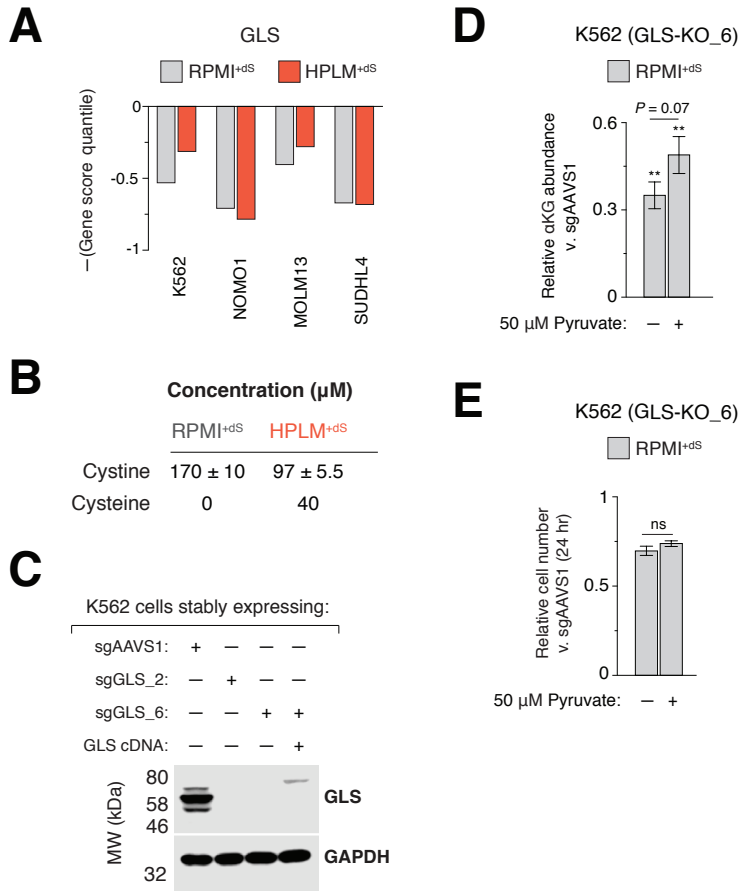 A
GLS
RPMI+dS HPLM+dS
– (Gene score quantile)
0
-0.5
-1
K562
NOMO1
MOLM13
SUDHL4
B
Concentration (µM)
RPMI+dS HPLM+dS
Cystine 170 ± 10 97 ± 5.5
Cysteine 0 40
C
K562 cells stably expressing:
sgAAVS1: + – – –
sgGLS_2: – + – –
sgGLS_6: – – + +
GLS cDNA: – – – +
MW (kDa)
80
58
46
32
GLS
GAPDH
D
K562 (GLS-KO_6)
RPMI+dS
P = 0.07
** **
Relative αKG abundance
v. sgAAVS1
0.6
0.3
0
50 µM Pyruvate: – +
E
K562 (GLS-KO_6)
RPMI+dS
ns
Relative cell number
v. sgAAVS1 (24 hr)
1
0.5
0
50 µM Pyruvate: – +